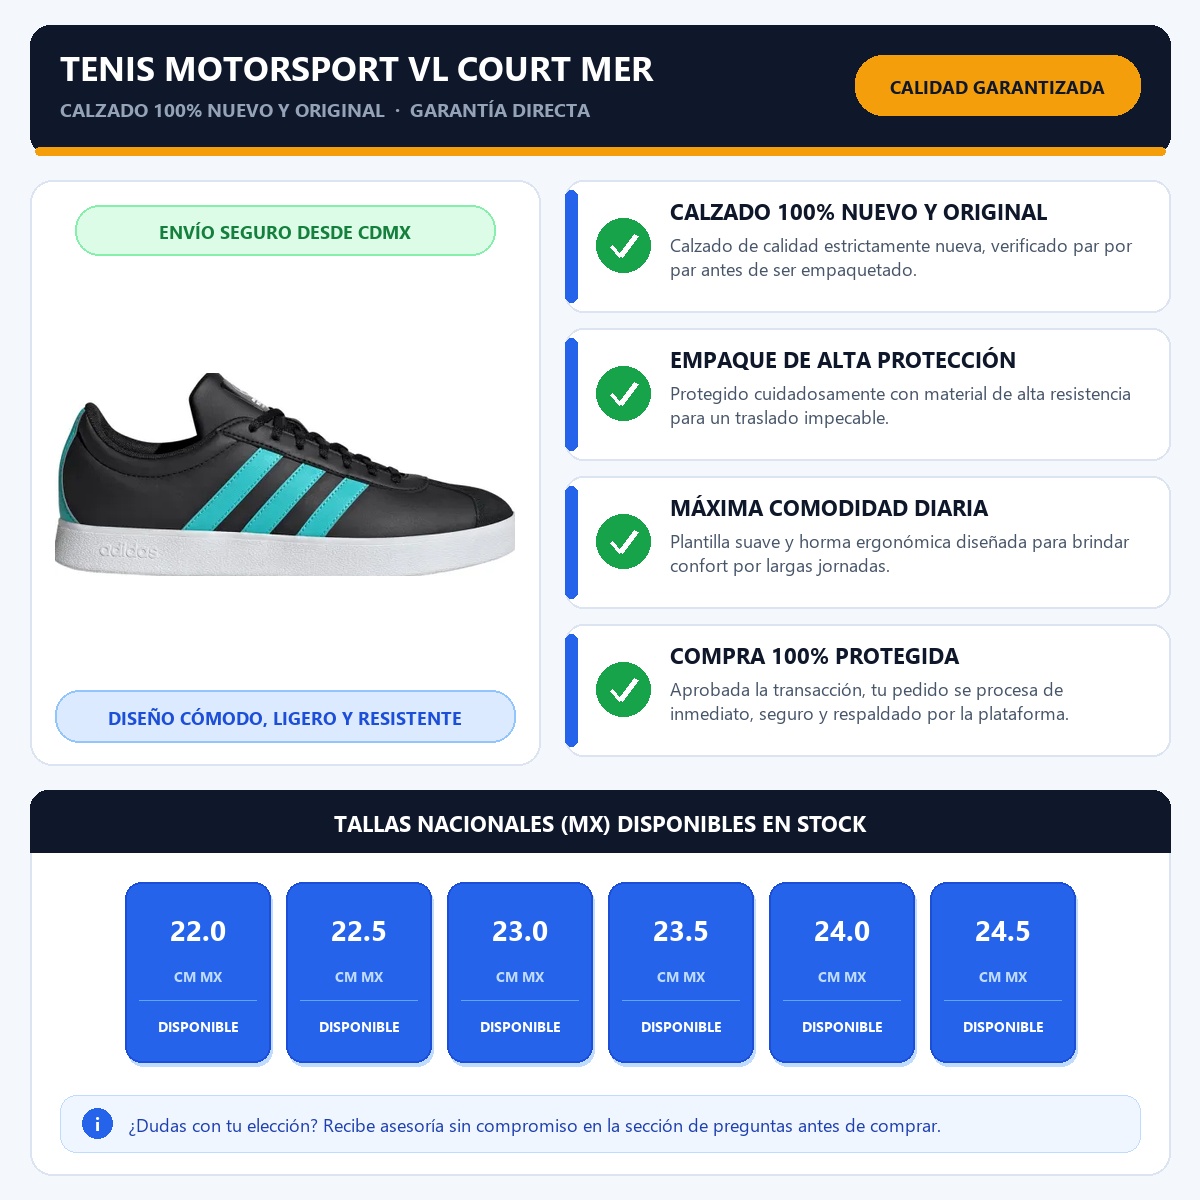 TENIS MOTORSPORT VL COURT MER
CALZADO 100% NUEVO Y ORIGINAL · GARANTÍA DIRECTA
CALIDAD GARANTIZADA
ENVÍO SEGURO DESDE CDMX
adidas
DISEÑO CÓMODO, LIGERO Y RESISTENTE
CALZADO 100% NUEVO Y ORIGINAL
Calzado de calidad estrictamente nueva, verificado par por
par antes de ser empaquetado.
EMPAQUE DE ALTA PROTECCIÓN
Protegido cuidadosamente con material de alta resistencia
para un traslado impecable.
MÁXIMA COMODIDAD DIARIA
Plantilla suave y horma ergonómica diseñada para brindar
confort por largas jornadas.
COMPRA 100% PROTEGIDA
Aprobada la transacción, tu pedido se procesa de
inmediato, seguro y respaldado por la plataforma.
TALLAS NACIONALES (MX) DISPONIBLES EN STOCK
22.0
CM MX
DISPONIBLE
22.5
CM MX
DISPONIBLE
23.0
CM MX
DISPONIBLE
23.5
CM MX
DISPONIBLE
24.0
CM MX
DISPONIBLE
24.5
CM MX
DISPONIBLE
¿Dudas con tu elección? Recibe asesoría sin compromiso en la sección de preguntas antes de comprar.